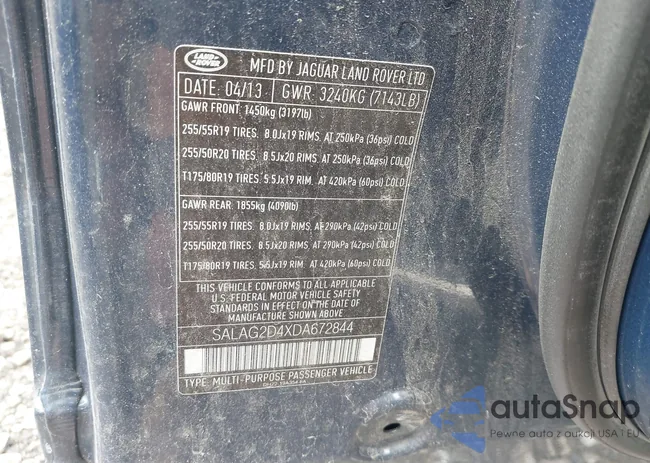 LAND ROVER
MFD BY JAGUAR LAND ROVER LTD
DATE: 04/13 GWR: 3240KG (7143LB)
GAWR FRONT: 1450kg (3197lb)
255/55R19 TIRES. 8.0Jx19 RIMS. AT 250kPa (36psi) COLD
255/50R20 TIRES. 8.5Jx20 RIMS. AT 250kPa (36psi) COLD
T175/80R19 TIRES. 5.5Jx19 RIM. AT 420kPa (60psi) COLD
GAWR REAR: 1855kg (4090lb)
255/55R19 TIRES. 8.0Jx19 RIMS. AT 290kPa (42psi) COLD
255/50R20 TIRES. 8.5Jx20 RIMS. AT 290kPa (42psi) COLD
T175/80R19 TIRES. 5.5Jx19 RIM. AT 420kPa (60psi) COLD
THIS VEHICLE CONFORMS TO ALL APPLICABLE
U.S. FEDERAL MOTOR VEHICLE SAFETY
STANDARDS IN EFFECT ON THE DATE OF
MANUFACTURE SHOWN ABOVE
SALAG2D4XDA672844
TYPE: MULTI-PURPOSE PASSENGER VEHICLE
autoSnap
Pewne auta z aukcji USA i EU